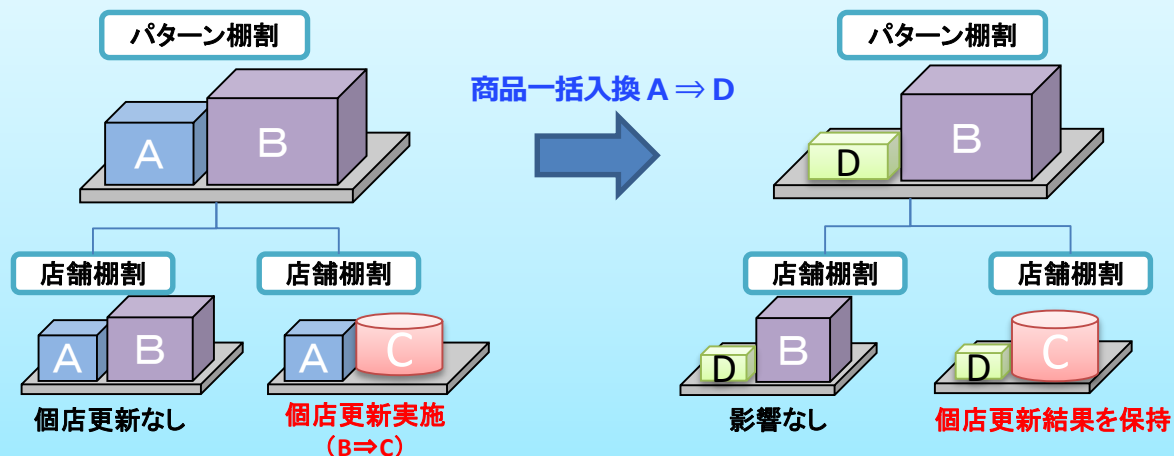 パターン棚割
A
B
店舗棚割
店舗棚割
A
B
A
C
個店更新なし
個店更新実施
（B⇒C）
商品一括入換 A ⇒ D
パターン棚割
D
B
店舗棚割
店舗棚割
D
B
D
C
影響なし
個店更新結果を保持